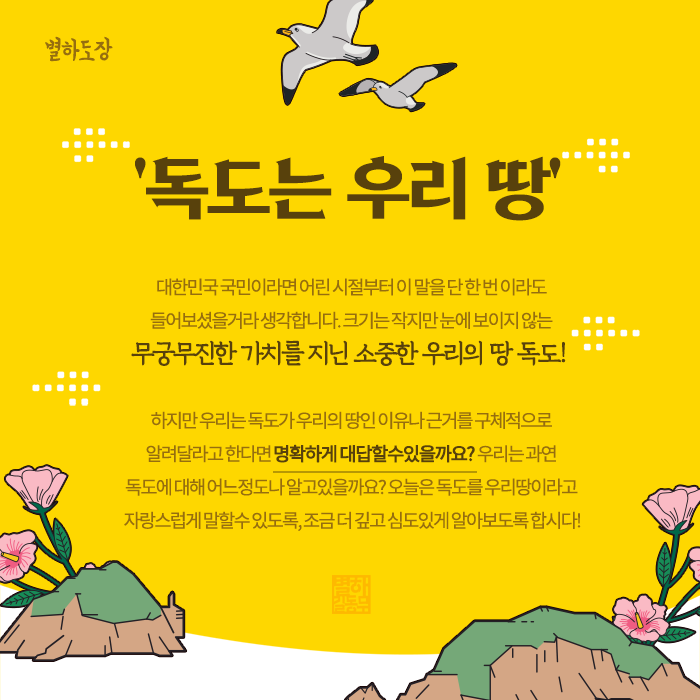 별하도장
'독도는 우리 땅'
대한민국 국민이라면 어린 시절부터 이 말을 단 한 번 이라도
들어보셨을거라 생각합니다. 크기는 작지만 눈에 보이지 않는
무궁무진한 가치를 지닌 소중한 우리의 땅 독도!
하지만 우리는 독도가 우리의 땅인 이유나 근거를 구체적으로
알려달라고 한다면 명확하게 대답할수있을까요? 우리는 과연
독도에 대해 어느정도나 알고있을까요? 오늘은 독도를 우리땅이라고
자랑스럽게 말할수 있도록, 조금 더 깊고 심도있게 알아보도록 합시다!